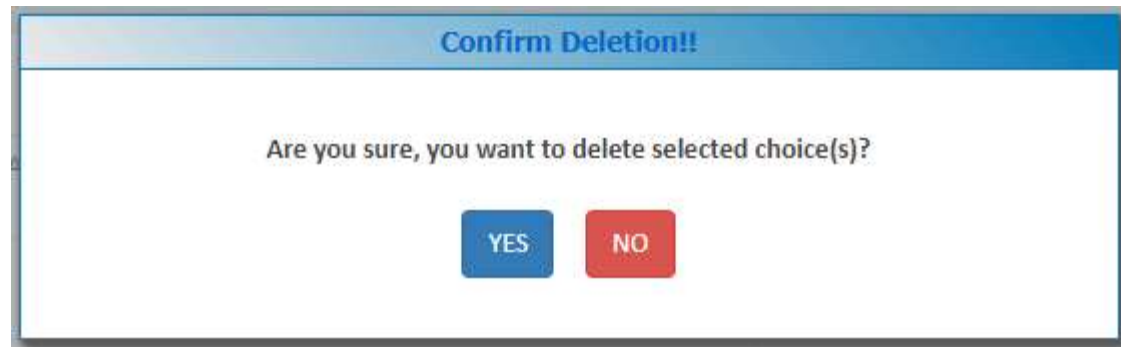 Confirm Deletion!!
Are you sure, you want to delete selected choice(s)?
YES NO